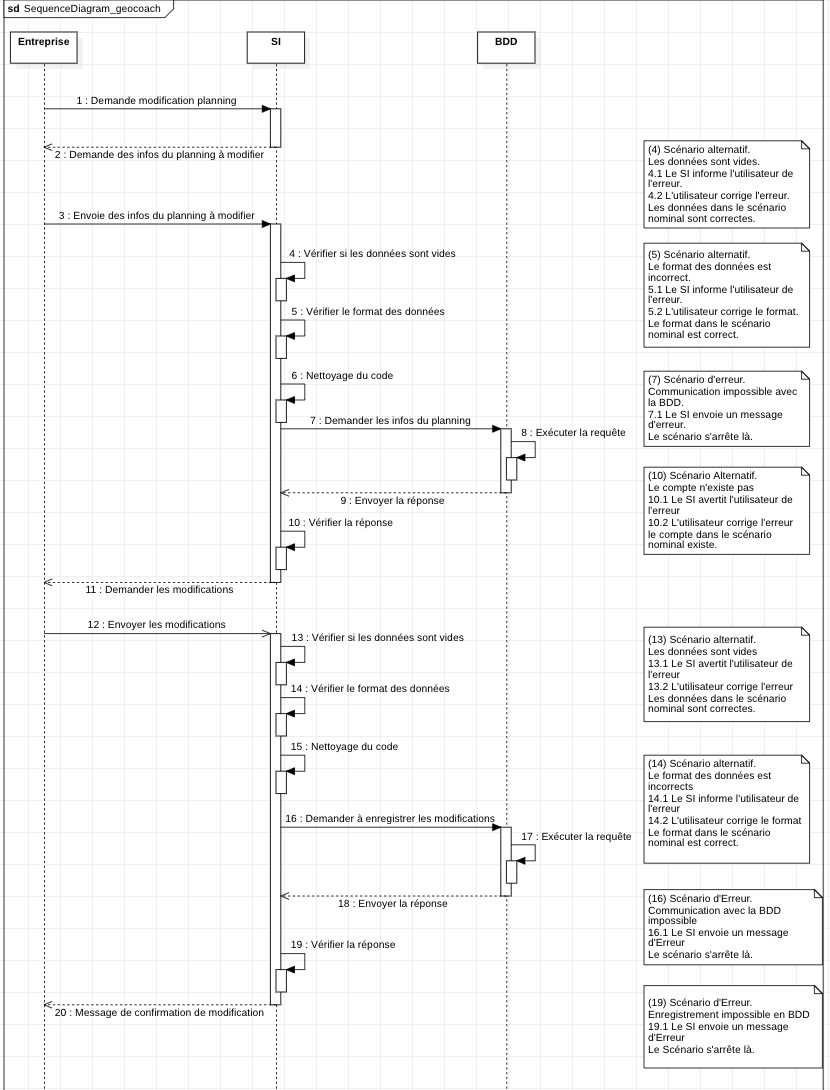 sd SequenceDiagram_geocoach
Entreprise
SI
BDD
1 : Demande modification planning
2 : Demande des infos du planning à modifier
3 : Envoie des infos du planning à modifier
4 : Vérifier si les données sont vides
5 : Vérifier le format des données
6 : Nettoyage du code
7 : Demander les infos du planning
8 : Exécuter la requête
9 : Envoyer la réponse
10 : Vérifier la réponse
11 : Demander les modifications
12 : Envoyer les modifications
13 : Vérifier si les données sont vides
14 : Vérifier le format des données
15 : Nettoyage du code
16 : Demander à enregistrer les modifications
17 : Exécuter la requête
18 : Envoyer la réponse
19 : Vérifier la réponse
20 : Message de confirmation de modification
(4) Scénario alternatif.
Les données sont vides.
4.1 Le SI informe l'utilisateur de
l'erreur.
4.2 L'utilisateur corrige l'erreur.
Les données dans le scénario
nominal sont correctes.
(5) Scénario alternatif.
Le format des données est
incorrect.
5.1 Le SI informe l'utilisateur de
l'erreur.
5.2 L'utilisateur corrige le format.
Le format dans le scénario
nominal est correct.
(7) Scénario d'erreur.
Communication impossible avec
la BDD.
7.1 Le SI envoie un message
d'erreur.
Le scénario s'arrête là.
(10) Scénario Alternatif.
Le compte n'existe pas
10.1 Le SI avertit l'utilisateur de
l'erreur
10.2 L'utilisateur corrige l'erreur
le compte dans le scénario
nominal existe.
(13) Scénario alternatif.
Les données sont vides
13.1 Le SI avertit l'utilisateur de
l'erreur
13.2 L'utilisateur corrige l'erreur
Les données dans le scénario
nominal sont correctes.
(14) Scénario alternatif.
Le format des données est
incorrects
14.1 Le SI informe l'utilisateur de
l'erreur
14.2 L'utilisateur corrige le format
Le format dans le scénario
nominal est correct.
(16) Scénario d'Erreur.
Communication avec la BDD
impossible
16.1 Le SI envoie un message
d'Erreur
Le scénario s'arrête là.
(19) Scénario d'Erreur.
Enregistrement impossible en BDD
19.1 Le SI envoie un message
d'Erreur
Le Scénario s'arrête là.